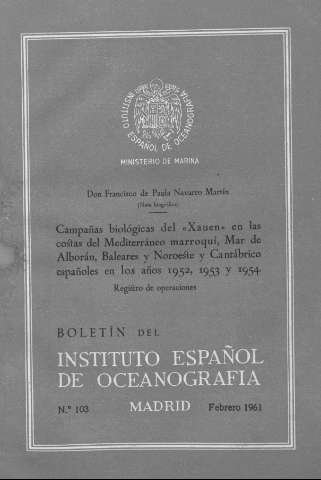 INSTITUTO ESPAÑOL DE OCEANOGRAFIA
MINISTERIO DE MARINA
Don Francisco de Paula Navarro Martín
(Nota biográfica)
Campañas biológicas del «Xauen» en las
costas del Mediterráneo marroquí, Mar de
Alborán, Baleares y Noroeste y Cantábrico
españoles en los años 1952, 1953 y 1954.
Registro de operaciones
BOLETÍN DEL
INSTITUTO ESPAÑOL
DE OCEANOGRAFIA
N.° 103 MADRID Febrero 1961